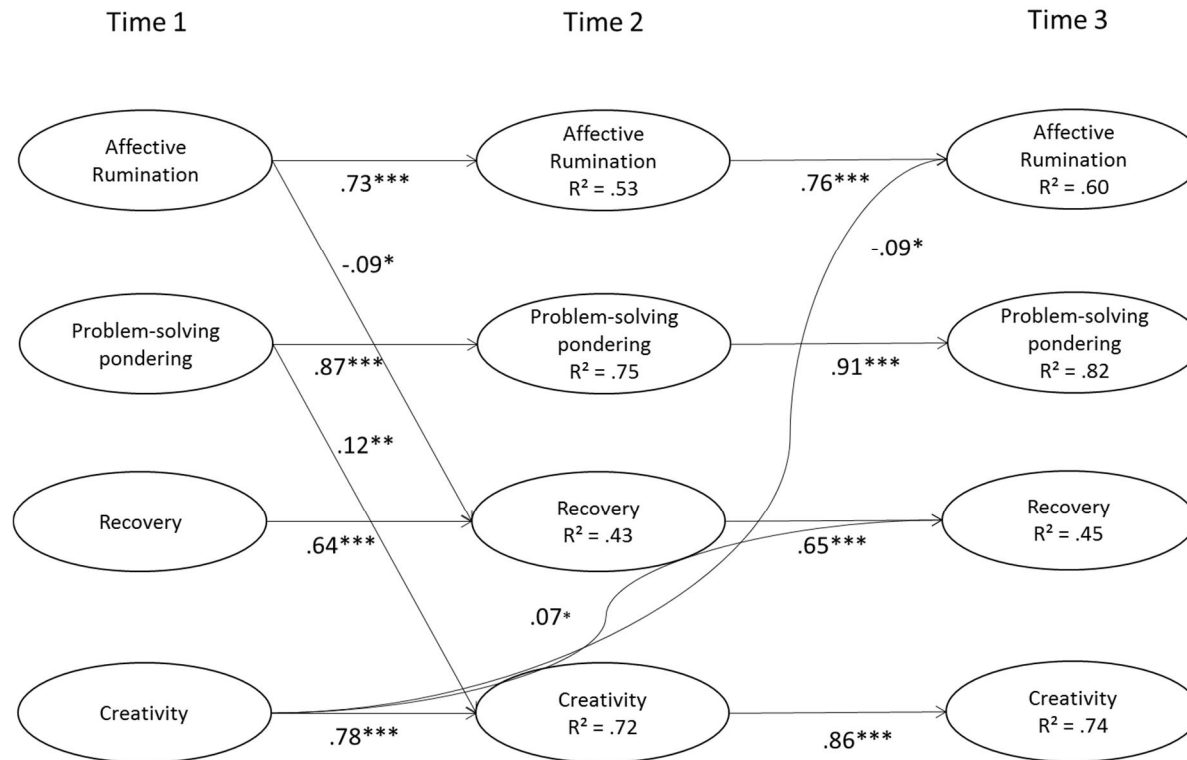 Time 1
Time 2
Time 3
Affective
Rumination
Affective
Rumination
R² = .53
Affective
Rumination
R² = .60
.73***
.76***
-.09*
-.09*
Problem-solving
pondering
Problem-solving
pondering
R² = .75
Problem-solving
pondering
R² = .82
.87***
.91***
.12**
Recovery
Recovery
R² = .43
Recovery
R² = .45
.64***
.65***
.07*
Creativity
Creativity
R² = .72
Creativity
R² = .74
.78***
.86***